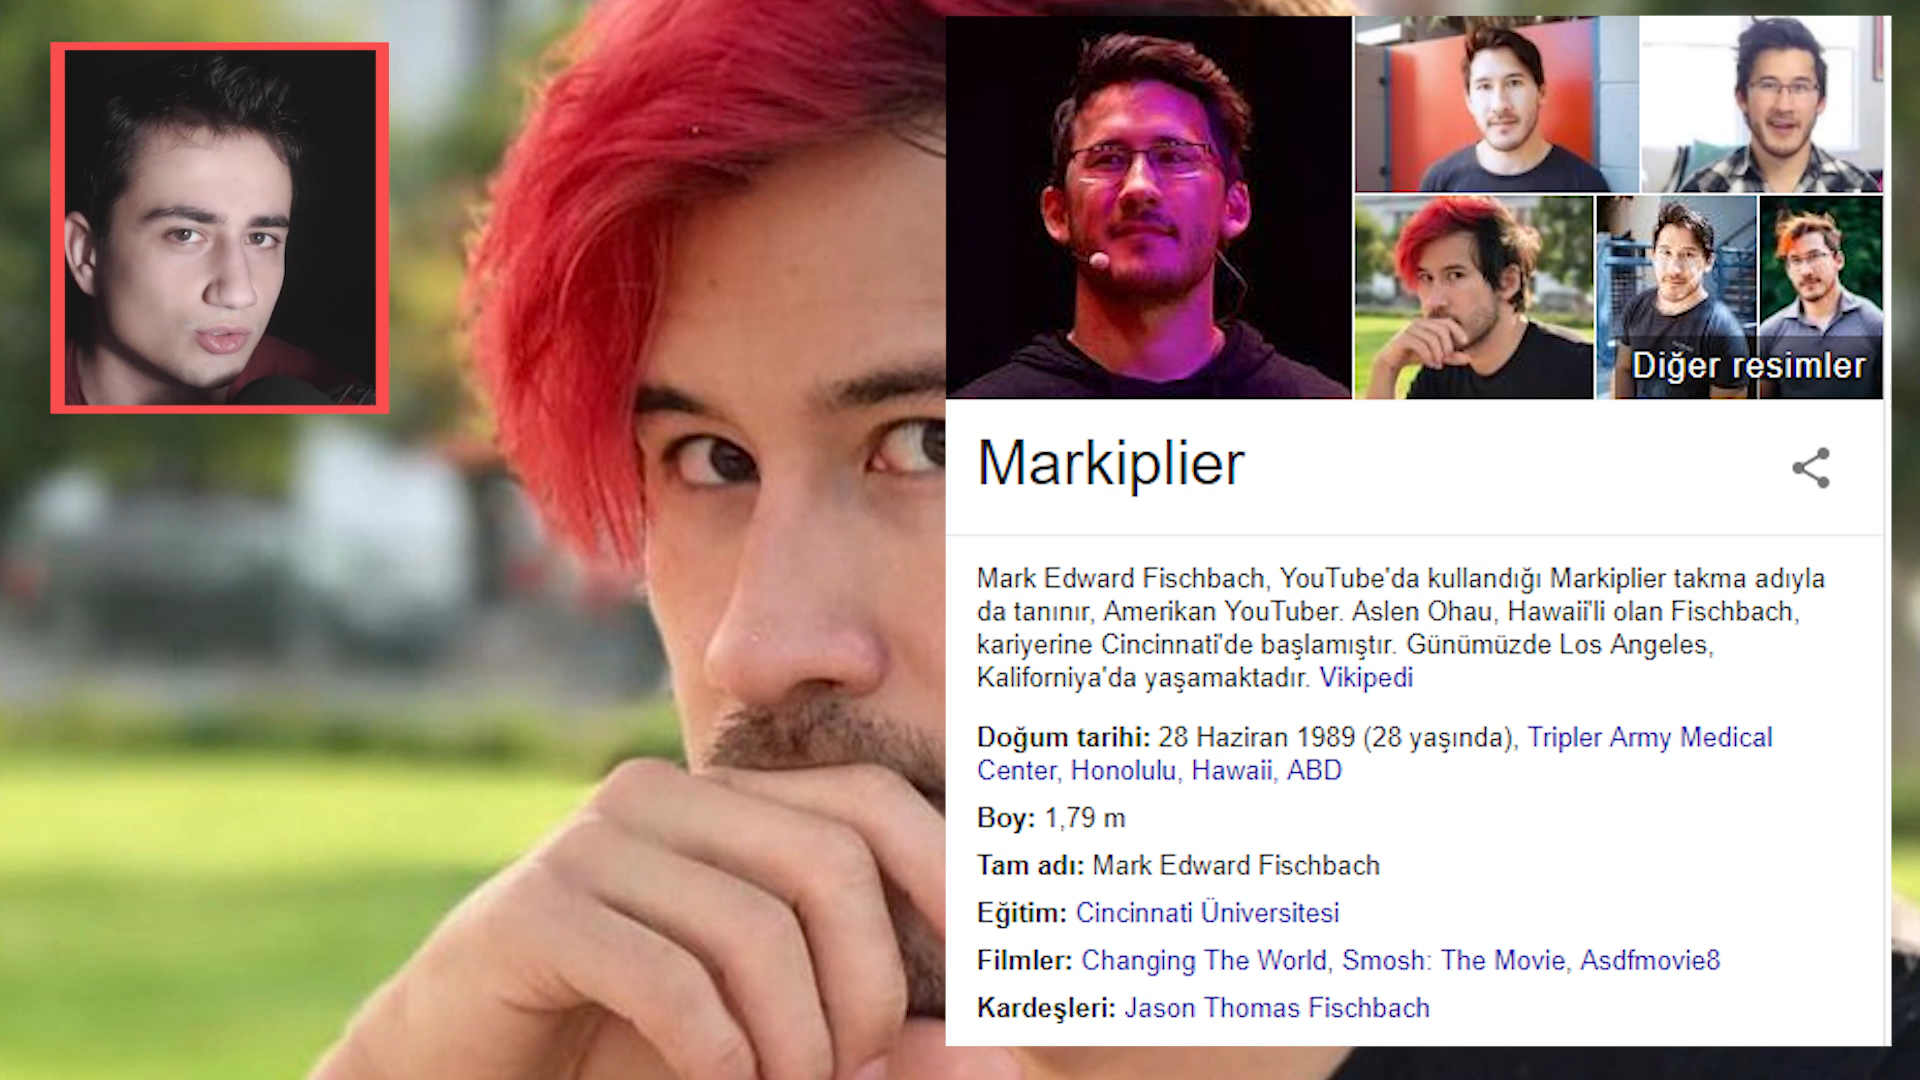 Diğer resimler
Markiplier
Mark Edward Fischbach, YouTube'da kullandığı Markiplier takma adıyla
da tanınır, Amerikan YouTuber. Aslen Ohau, Hawaii'li olan Fischbach,
kariyerine Cincinnati'de başlamıştır. Günümüzde Los Angeles,
Kaliforniya'da yaşamaktadır. Vikipedi
Doğum tarihi: 28 Haziran 1989 (28 yaşında), Tripler Army Medical
Center, Honolulu, Hawaii, ABD
Boy: 1,79 m
Tam adı: Mark Edward Fischbach
Eğitim: Cincinnati Üniversitesi
Filmler: Changing The World, Smosh: The Movie, Asdfmovie8
Kardeşleri: Jason Thomas Fischbach